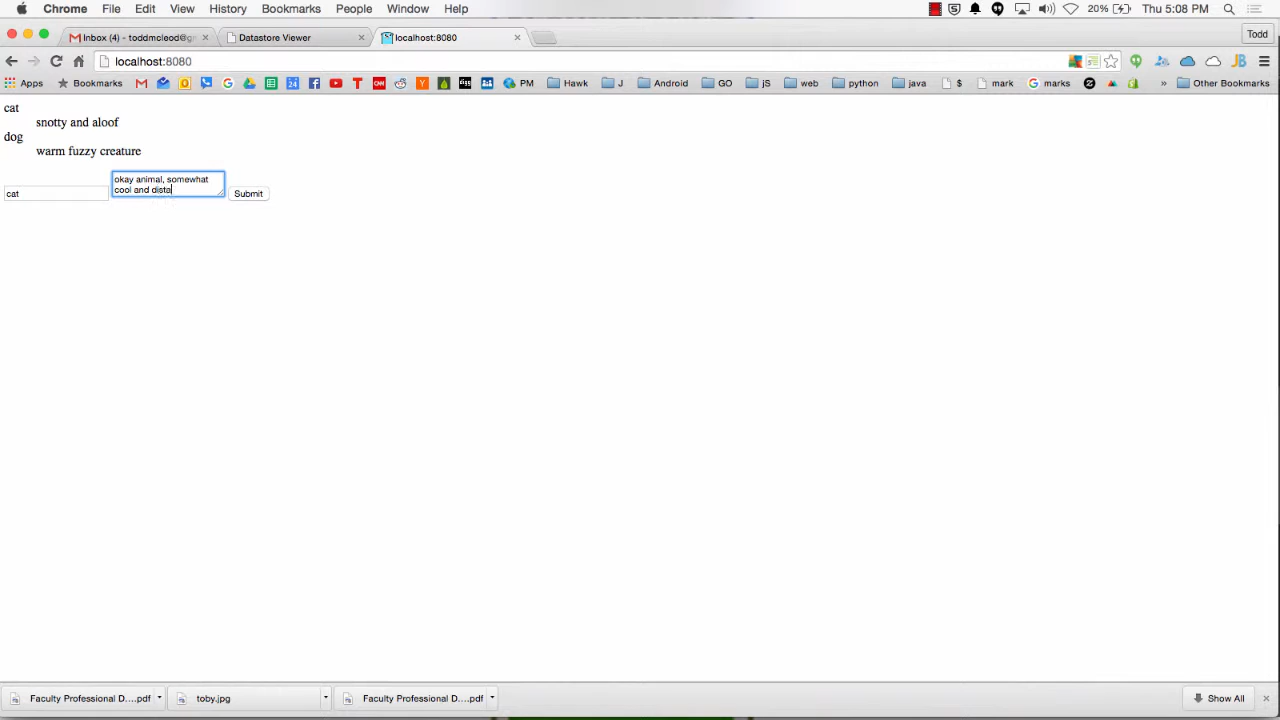 Chrome File Edit View History Bookmarks People Window Help 20% Thu 5:08 PM
Inbox (4) - toddmcleod@g Datastore Viewer localhost:8080 Todd
localhost:8080
Apps Bookmarks 24 CNN digg PM Hawk J Android GO jS web python java $ mark marks » Other Bookmarks
cat
snotty and aloof
dog
warm fuzzy creature
okay animal, somewhat
cool and dista
cat Submit
Faculty Professional D....pdf toby.jpg Faculty Professional D....pdf Show All